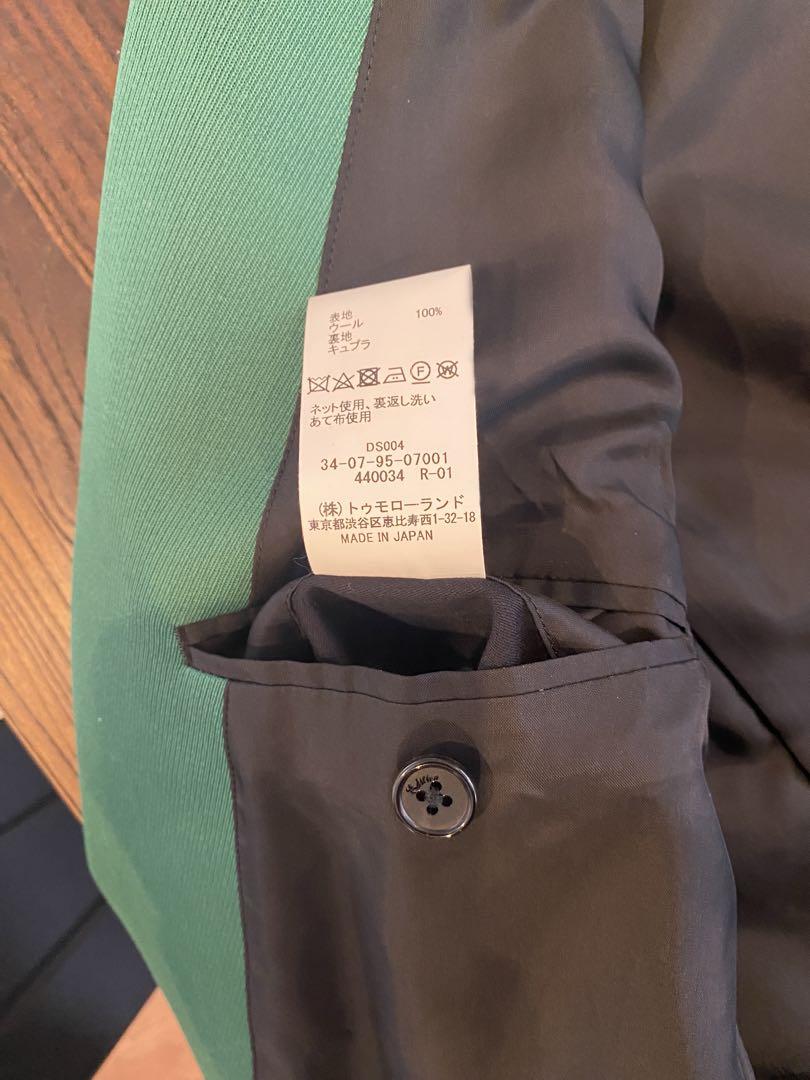 表地
ウール 100%
裏地
キュプラ
F W
ネット使用、裏返し洗い
あて布使用
DS004
34-07-95-07001
440034 R-01
(株)トゥモローランド
東京都渋谷区恵比寿西1-32-18
MADE IN JAPAN